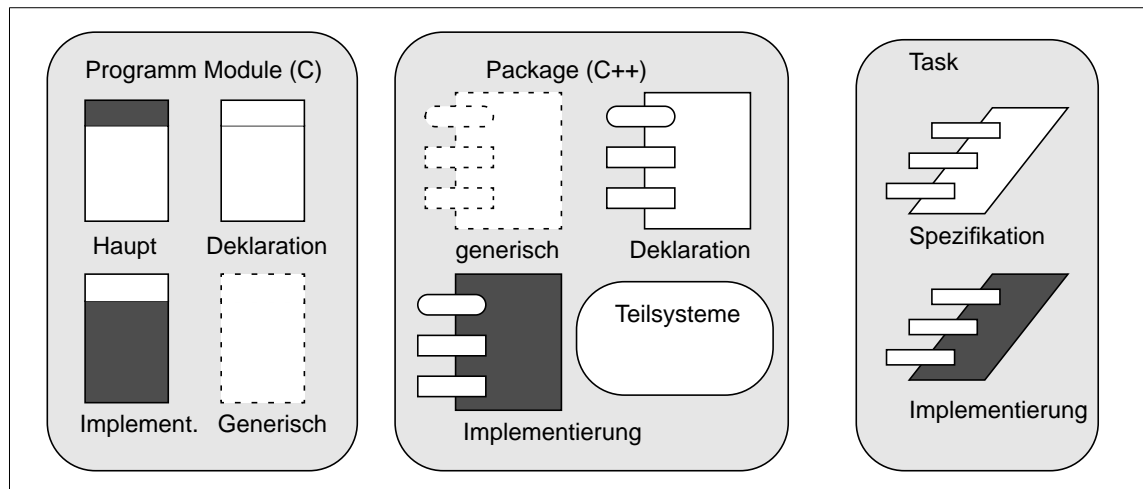 Programm Module (C)
Haupt
Deklaration
Implement.
Generisch
Package (C++)
generisch
Deklaration
Teilsysteme
Implementierung
Task
Spezifikation
Implementierung